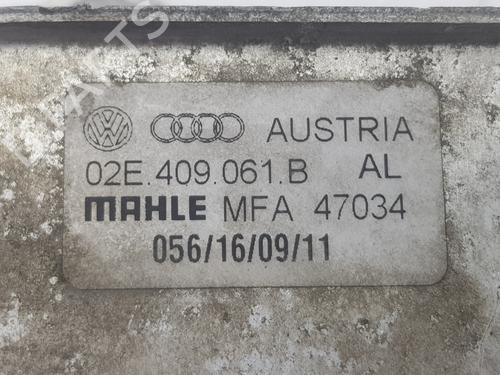 AUSTRIA
02E.409.061.B AL
MAHLE MFA 47034
056/16/09/11